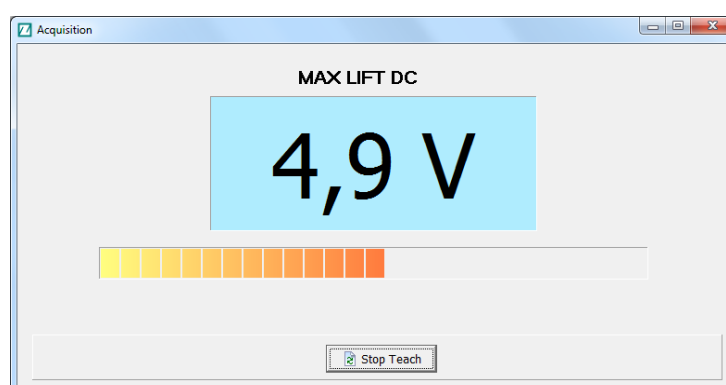 Acquisition
MAX LIFT DC
4,9 V
Stop Teach